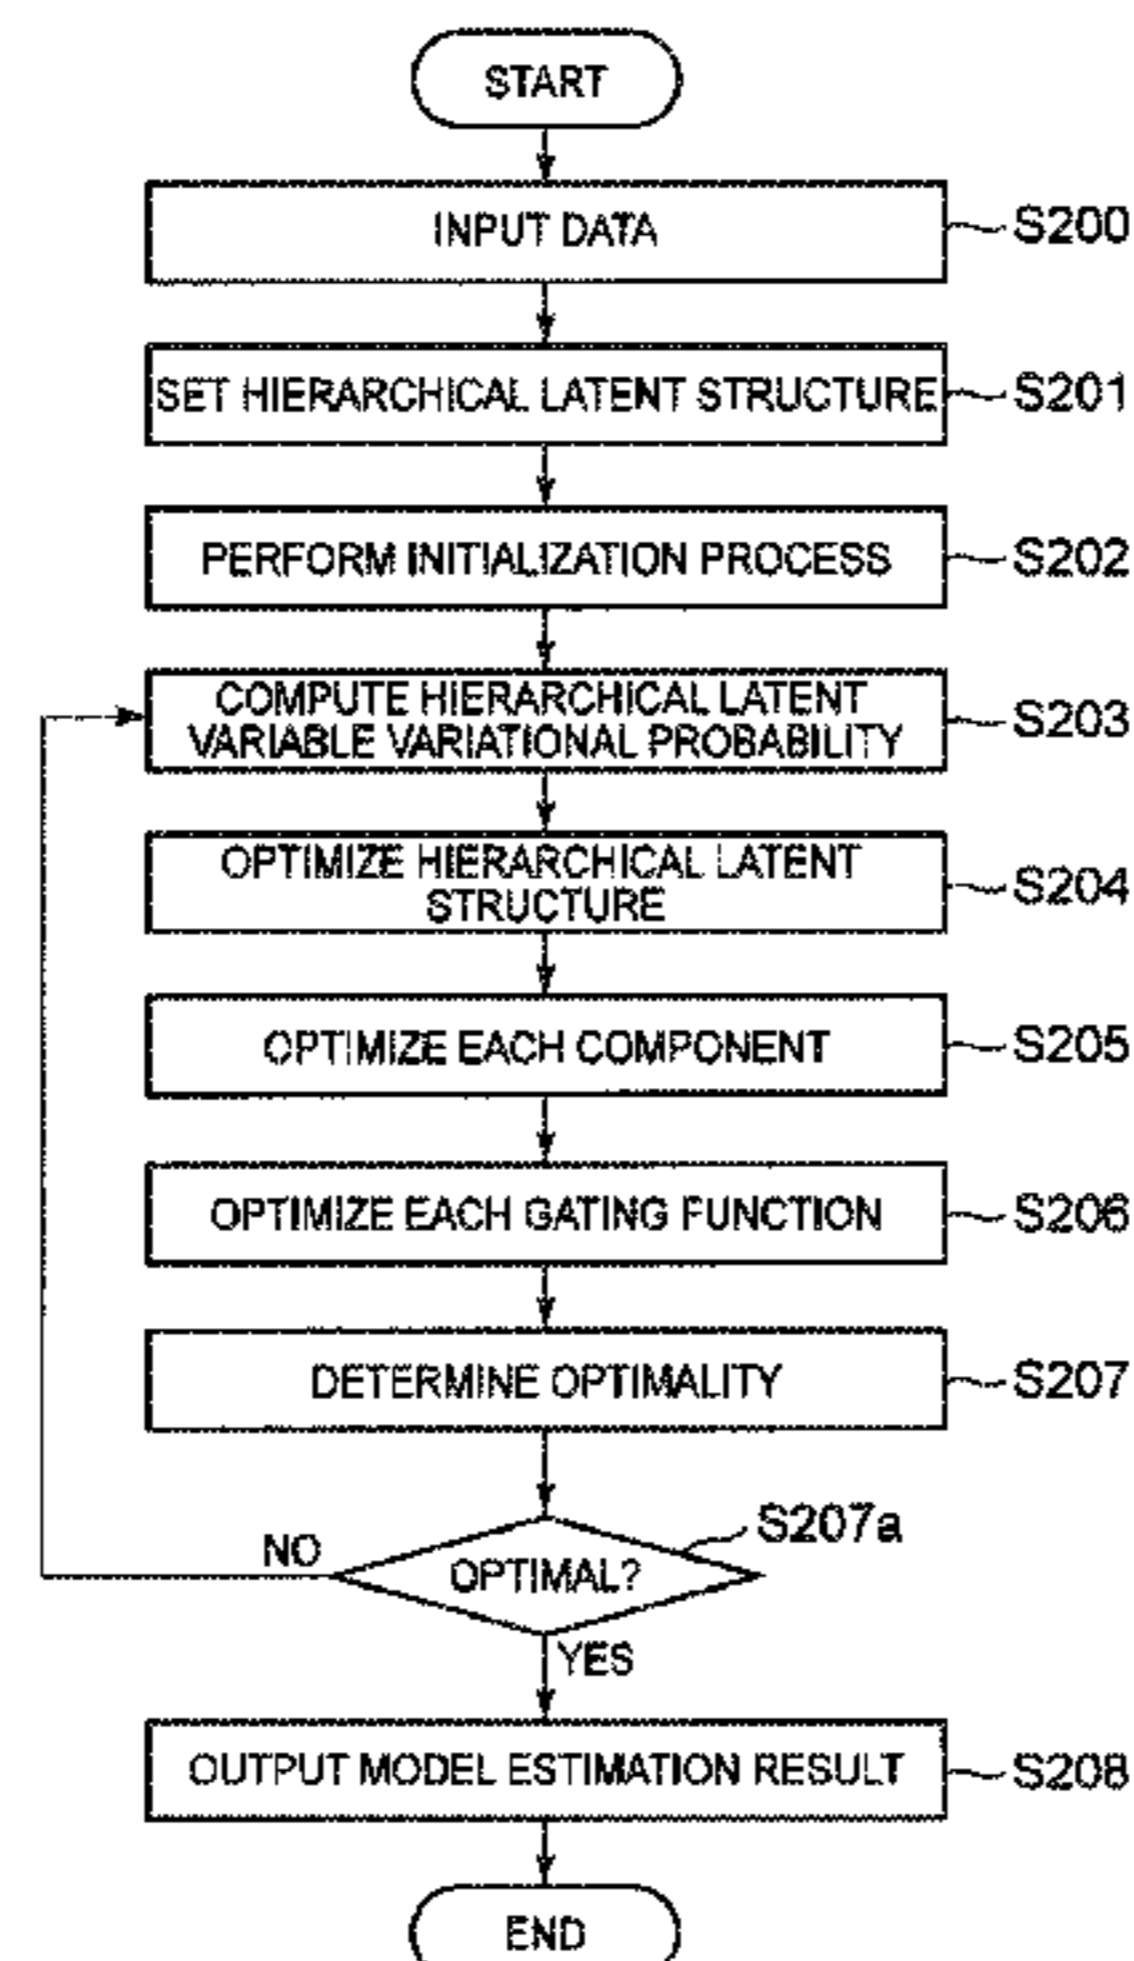 START
INPUT DATA
S200
SET HIERARCHICAL LATENT STRUCTURE
S201
PERFORM INITIALIZATION PROCESS
S202
COMPUTE HIERARCHICAL LATENT
VARIABLE VARIATIONAL PROBABILITY
S203
OPTIMIZE HIERARCHICAL LATENT
STRUCTURE
S204
OPTIMIZE EACH COMPONENT
S205
OPTIMIZE EACH GATING FUNCTION
S206
DETERMINE OPTIMALITY
S207
S207a
NO
OPTIMAL?
YES
OUTPUT MODEL ESTIMATION RESULT
S208
END